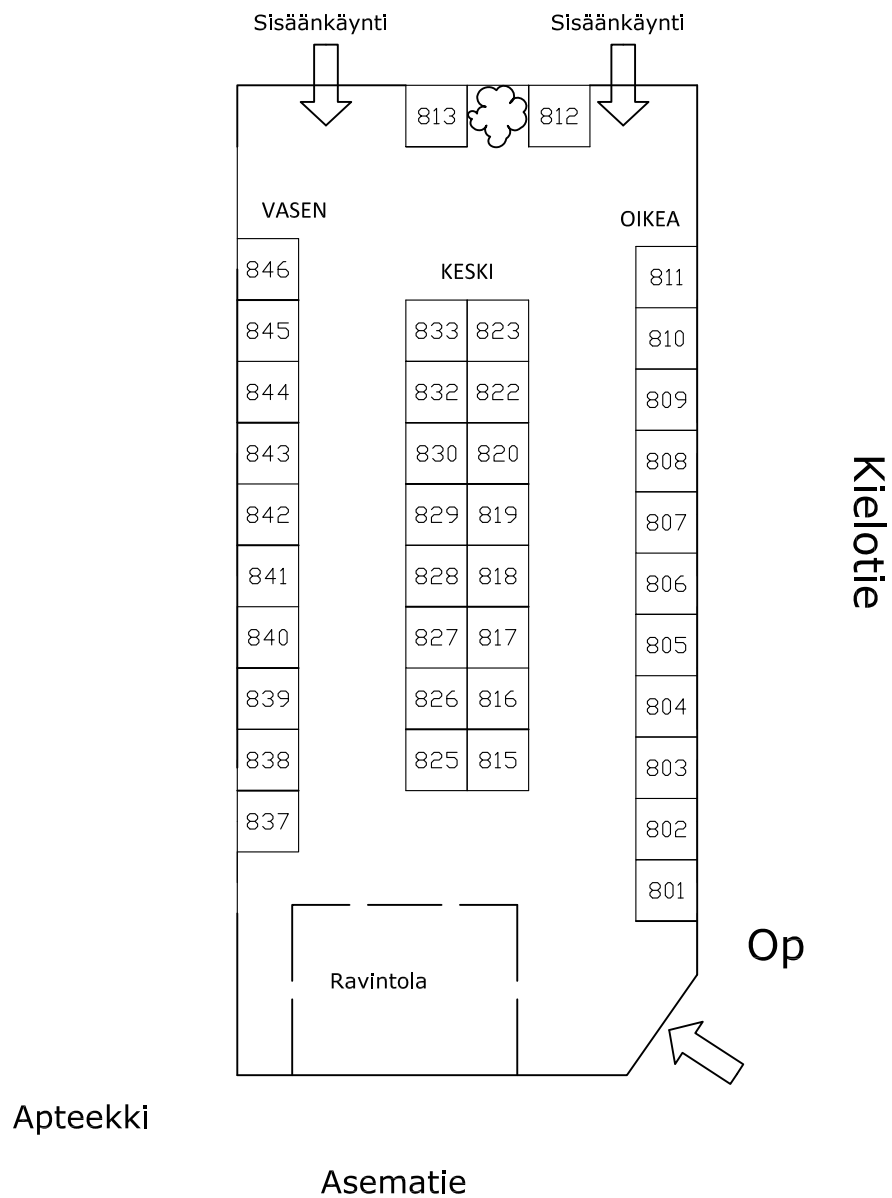 Sisäänkäynti Sisäänkäynti
813 812
VASEN OIKEA
846 KESKI 811
845 833 823 810
844 832 822 809
843 830 820 808
842 829 819 807
841 828 818 806
840 827 817 805
839 826 816 804
838 825 815 803
837 802
801
Kielotie
Op
Ravintola
Apteekki
Asematie